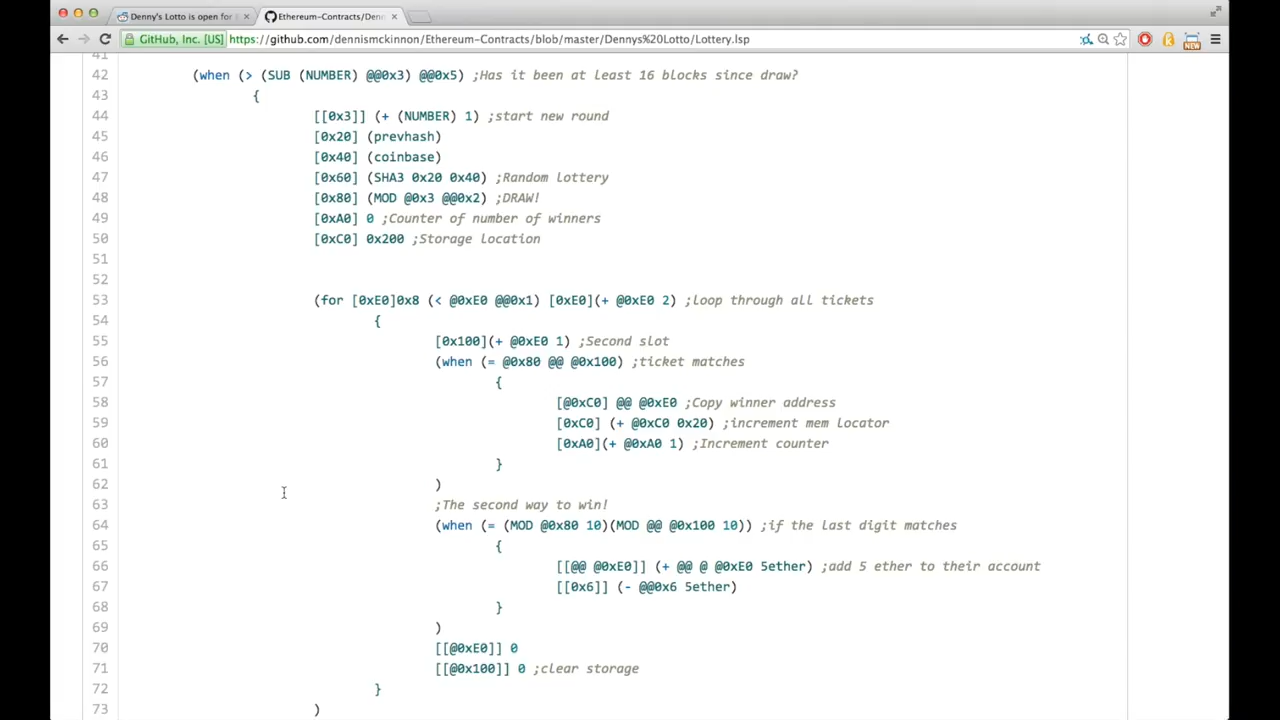 Denny's Lotto is open for
Ethereum-Contracts/Denn
GitHub, Inc. [US] https://github.com/dennismckinnon/Ethereum-Contracts/blob/master/Dennys%20Lotto/Lottery.lsp
NEW
41
42 (when (> (SUB (NUMBER) @@0x3) @@0x5) ;Has it been at least 16 blocks since draw?
43 {
44 [[0x3]] (+ (NUMBER) 1) ;start new round
45 [0x20] (prevhash)
46 [0x40] (coinbase)
47 [0x60] (SHA3 0x20 0x40) ;Random lottery
48 [0x80] (MOD @0x3 @@0x2) ;DRAW!
49 [0xA0] 0 ;Counter of number of winners
50 [0xC0] 0x200 ;Storage location
51
52
53 (for [0xE0]0x8 (< @0xE0 @@0x1) [0xE0](+ @0xE0 2) ;loop through all tickets
54 {
55 [0x100](+ @0xE0 1) ;Second slot
56 (when (= @0x80 @@ @0x100) ;ticket matches
57 {
58 [@0xC0] @@ @0xE0 ;Copy winner address
59 [0xC0] (+ @0xC0 0x20) ;increment mem locator
60 [0xA0](+ @0xA0 1) ;Increment counter
61 }
62 )
63 ;The second way to win!
64 (when (= (MOD @0x80 10)(MOD @@ @0x100 10)) ;if the last digit matches
65 {
66 [[@@ @0xE0]] (+ @@ @ @0xE0 5ether) ;add 5 ether to their account
67 [[0x6]] (- @@0x6 5ether)
68 }
69 )
70 [[@0xE0]] 0
71 [[@0x100]] 0 ;clear storage
72 }
73 )